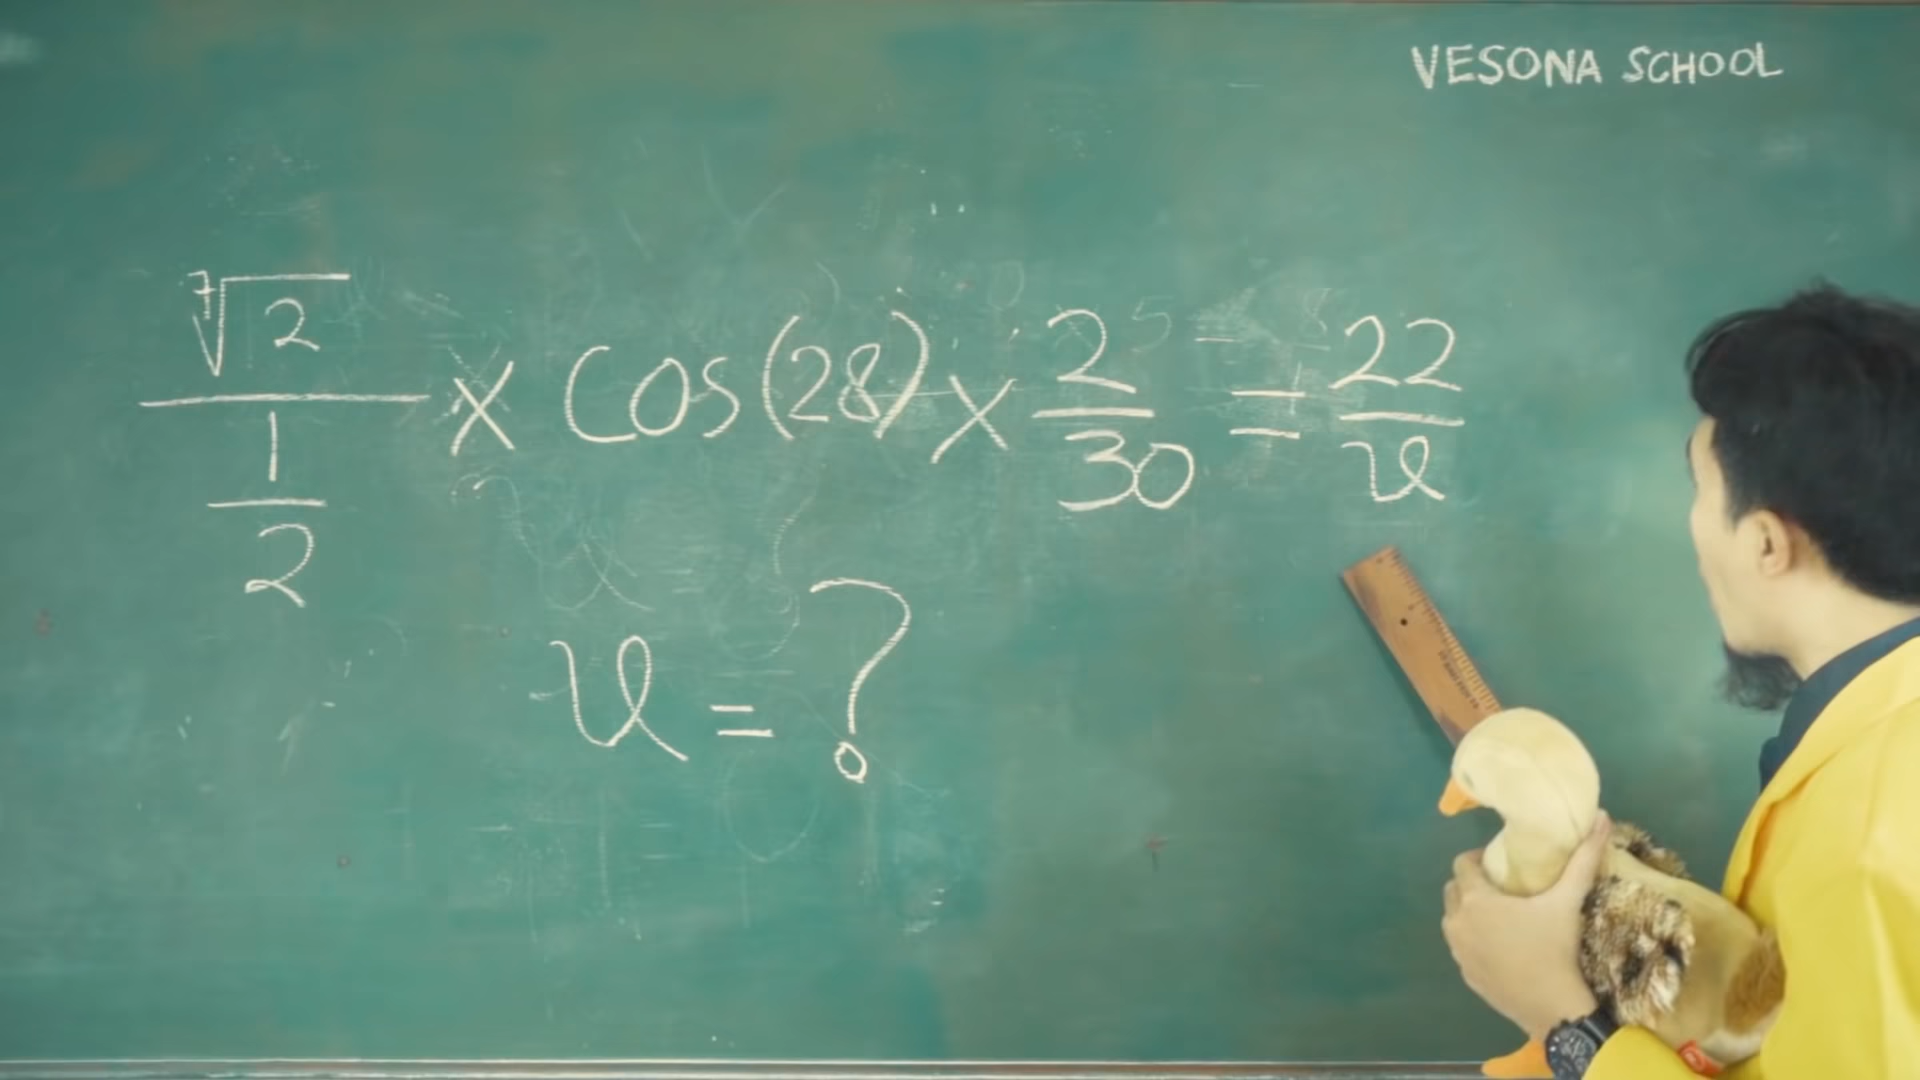 VESONA SCHOOL
⁷√2 / (1/2) × cos(28) × 2/30 = 22/x
x = ?